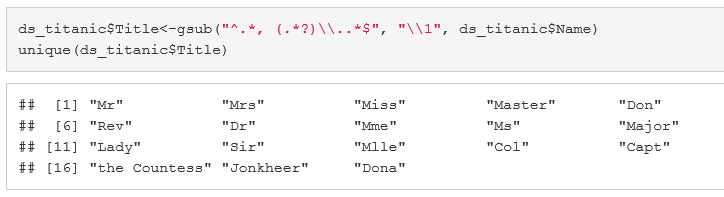 ds_titanic$Title<-gsub("^.*, (.*?)\\..*$", "\\1", ds_titanic$Name)
unique(ds_titanic$Title)
##  [1] "Mr"           "Mrs"          "Miss"         "Master"       "Don"
##  [6] "Rev"          "Dr"           "Mme"          "Ms"           "Major"
## [11] "Lady"         "Sir"          "Mlle"         "Col"          "Capt"
## [16] "the Countess" "Jonkheer"     "Dona"